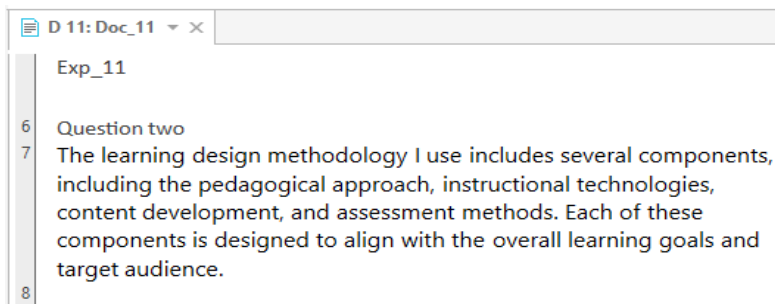 D 11: Doc_11
Exp_11
6 Question two
7 The learning design methodology I use includes several components,
including the pedagogical approach, instructional technologies,
content development, and assessment methods. Each of these
components is designed to align with the overall learning goals and
target audience.
8